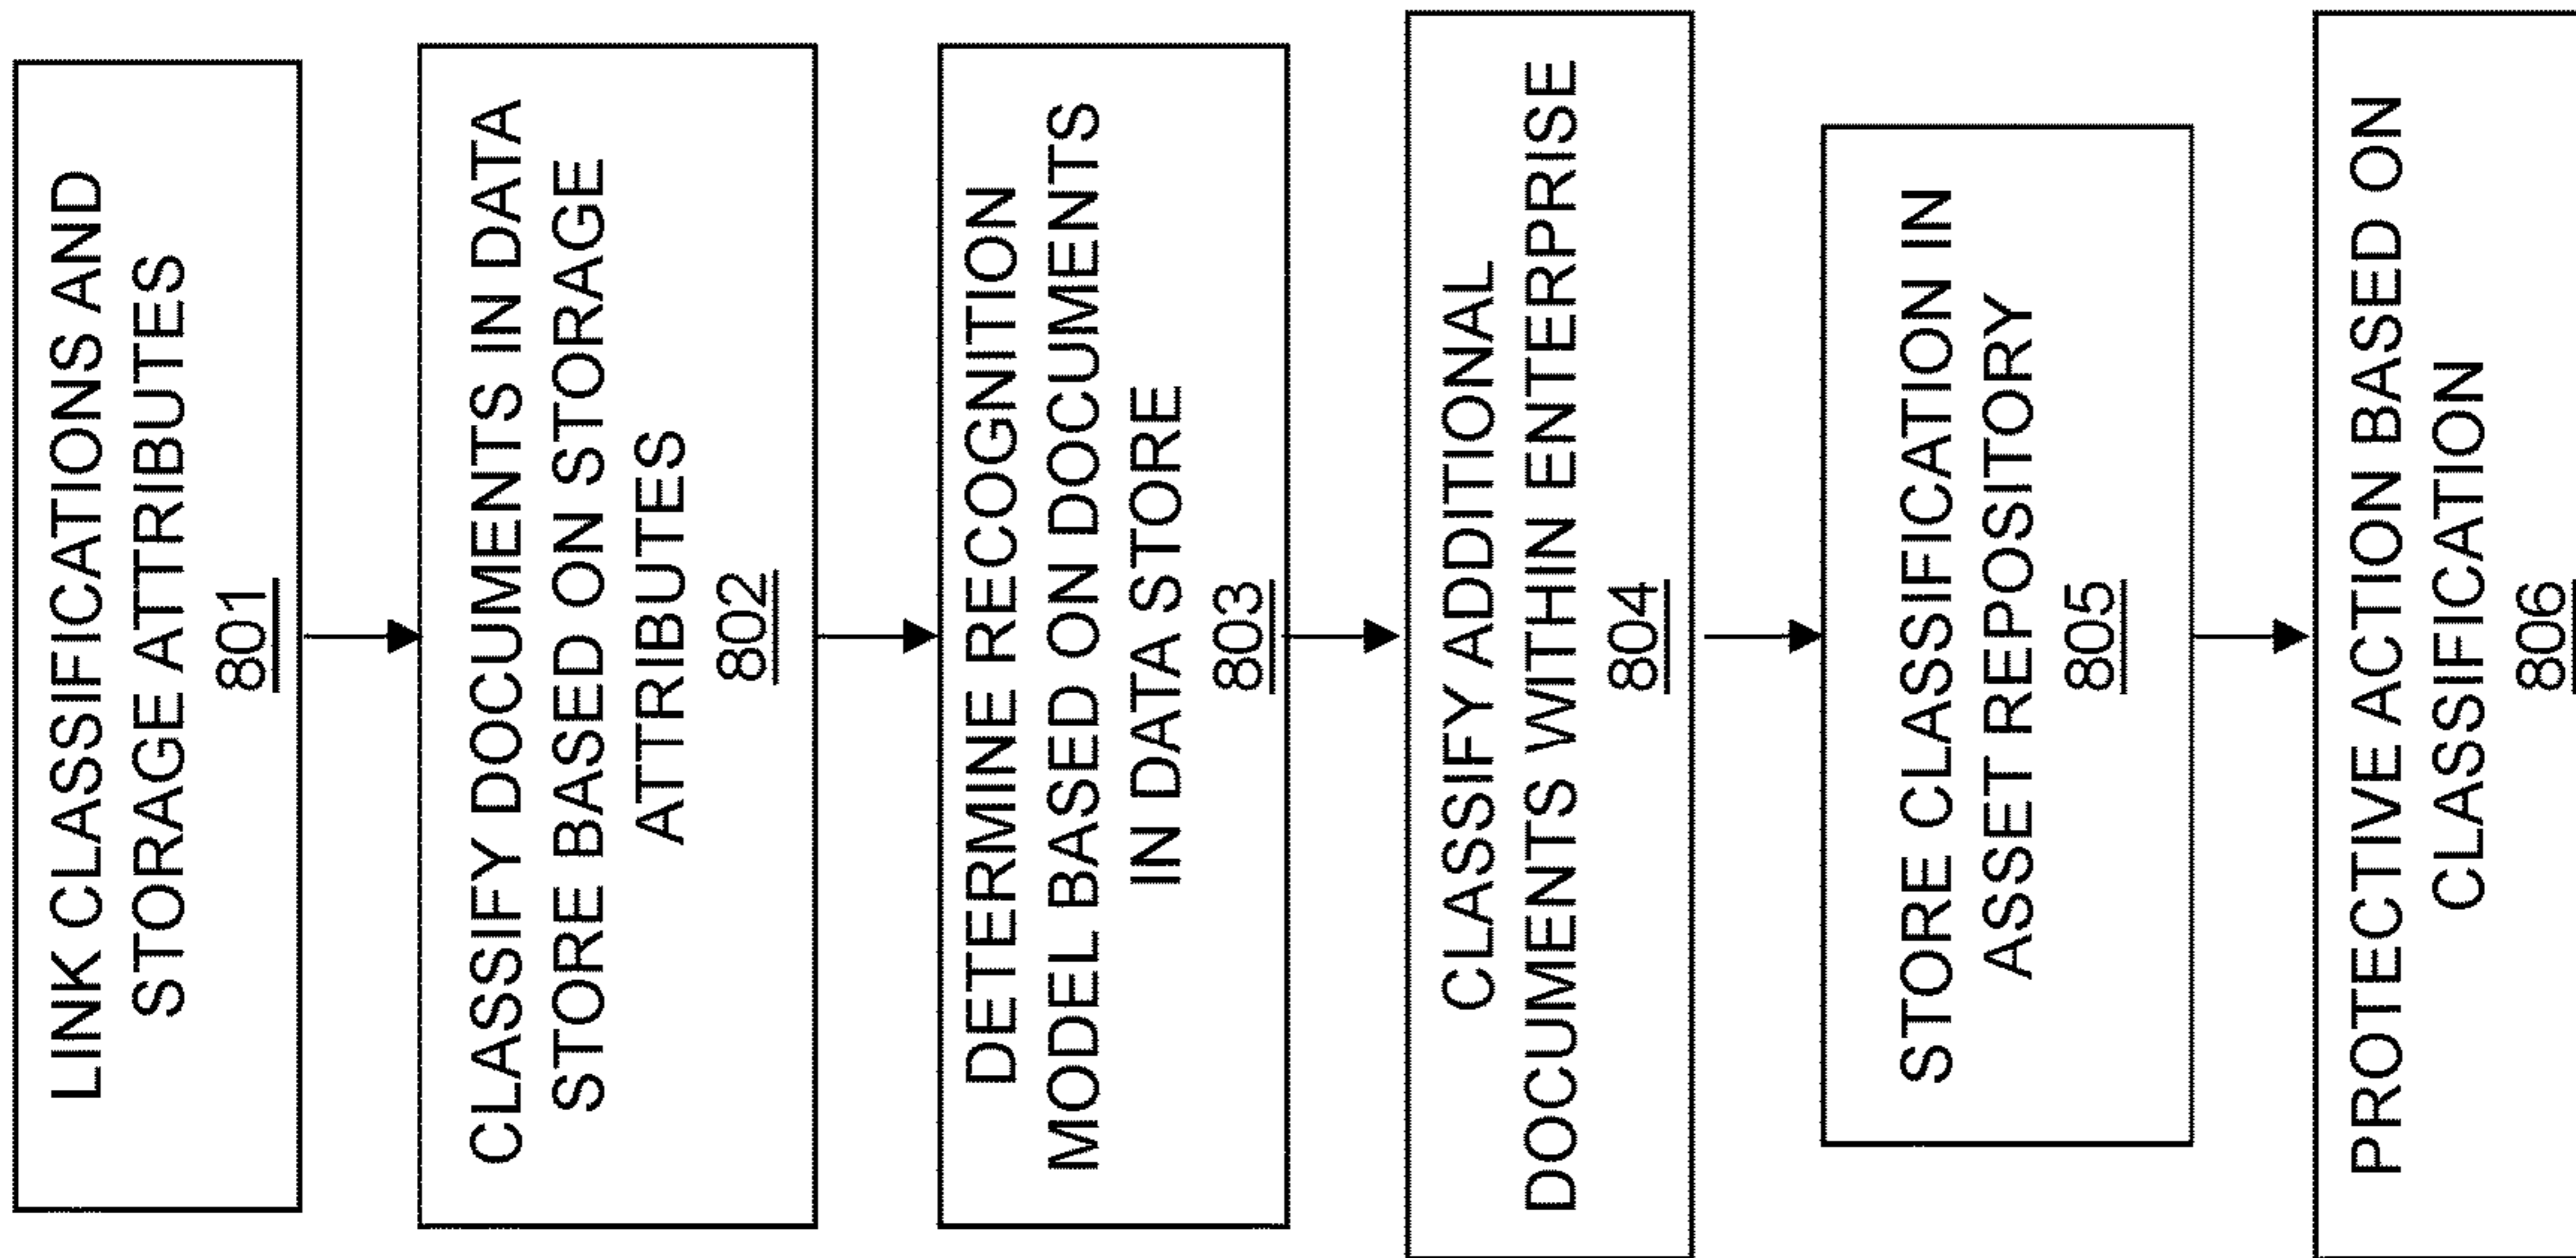 LINK CLASSIFICATIONS AND
STORAGE ATTRIBUTES
801
CLASSIFY DOCUMENTS IN DATA
STORE BASED ON STORAGE
ATTRIBUTES
802
DETERMINE RECOGNITION
MODEL BASED ON DOCUMENTS
IN DATA STORE
803
CLASSIFY ADDITIONAL
DOCUMENTS WITHIN ENTERPRISE
804
STORE CLASSIFICATION IN
ASSET REPOSITORY
805
PROTECTIVE ACTION BASED ON
CLASSIFICATION
806